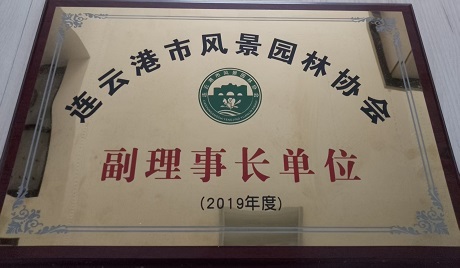 连云港市风景园林协会
副理事长单位
(2019年度)